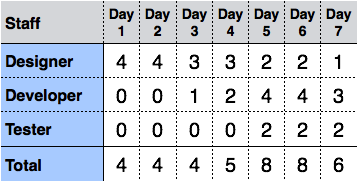 Staff Day 1 Day 2 Day 3 Day 4 Day 5 Day 6 Day 7
Designer 4 4 3 3 2 2 1
Developer 0 0 1 2 4 4 3
Tester 0 0 0 0 2 2 2
Total 4 4 4 5 8 8 6